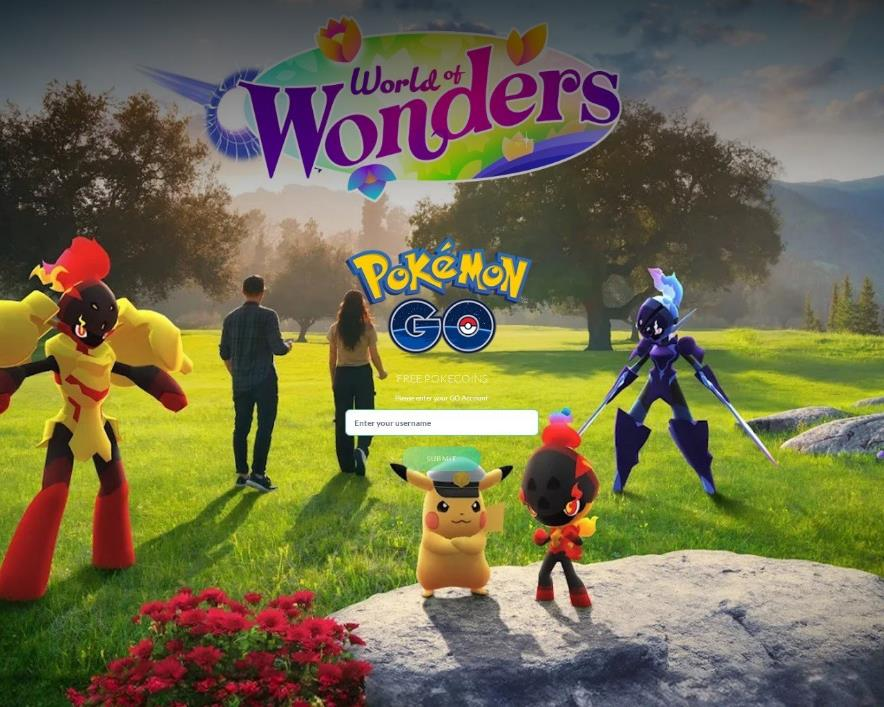 World of
Wonders
POKÉMON
GO
FREE POKECOINS
Please enter your GO Account
Enter your username
SUBMIT